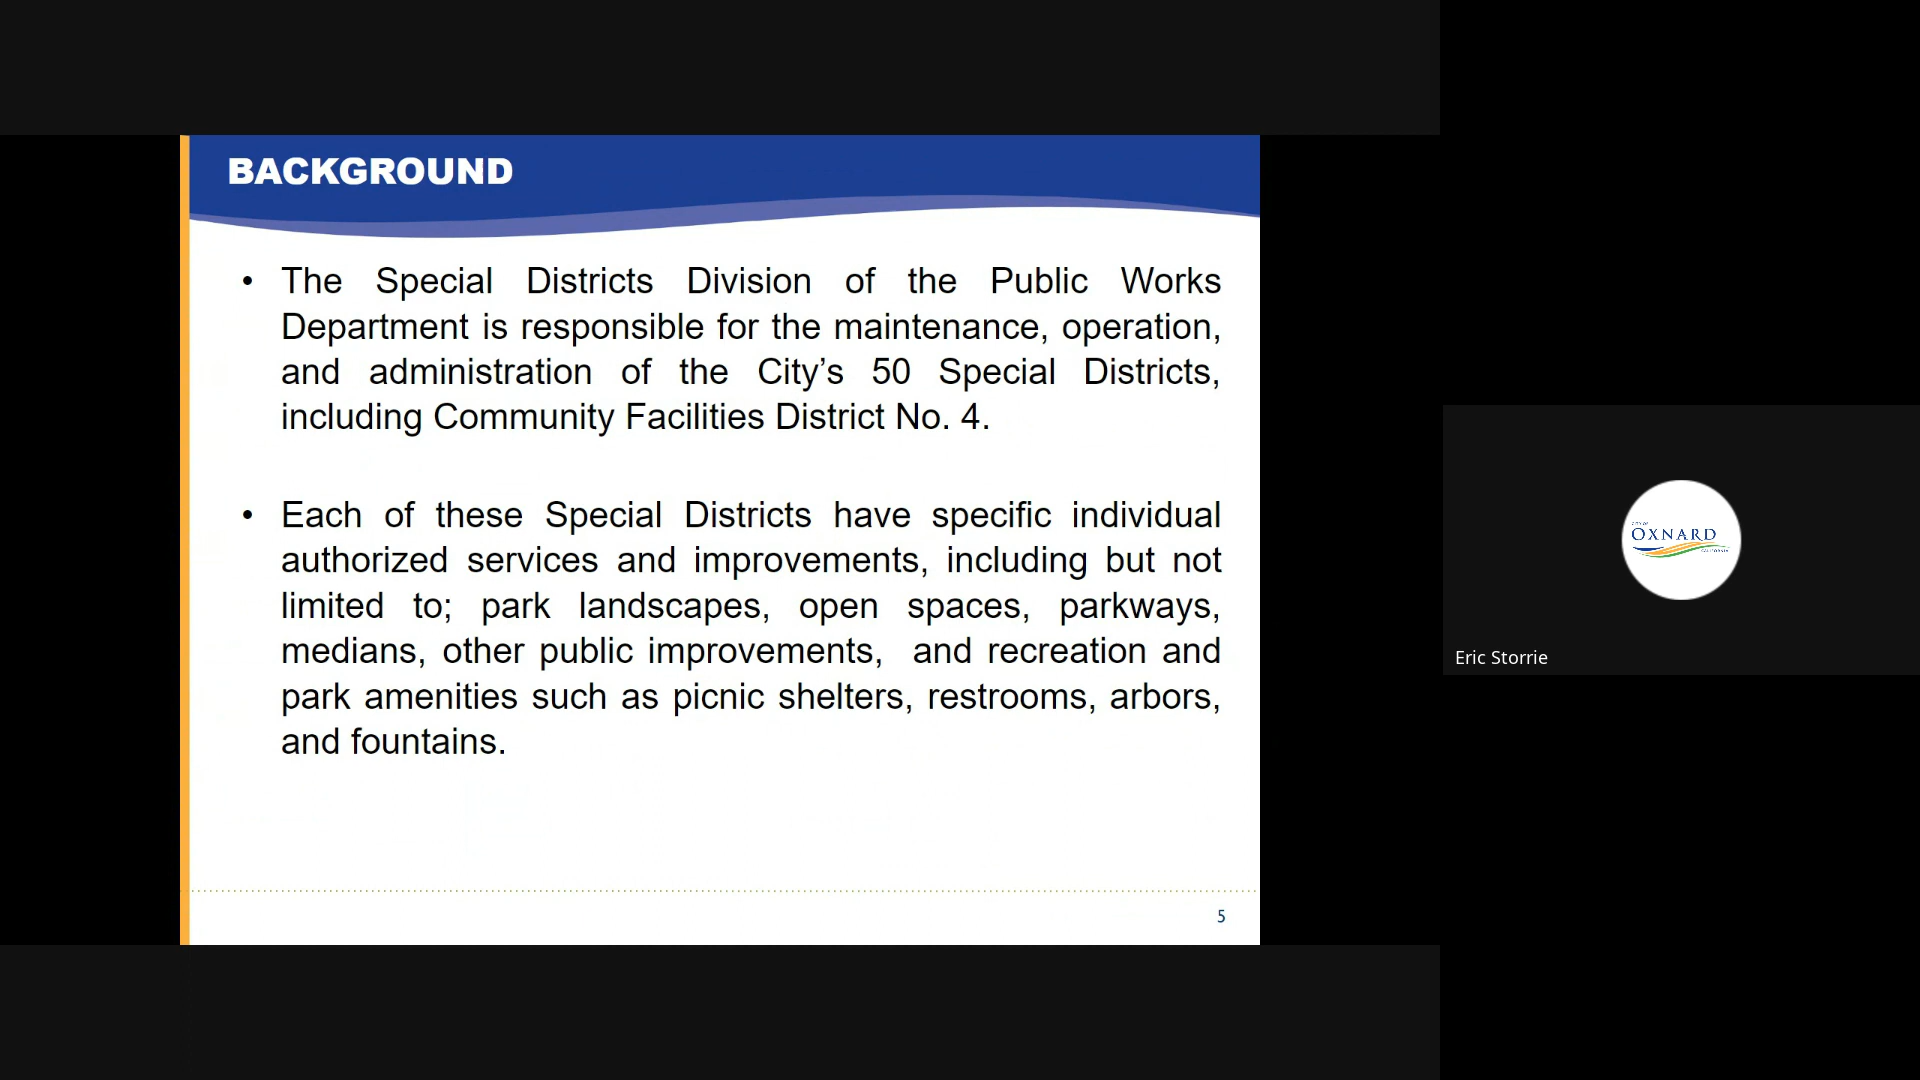 BACKGROUND
• The Special Districts Division of the Public Works
Department is responsible for the maintenance, operation,
and administration of the City’s 50 Special Districts,
including Community Facilities District No. 4.
• Each of these Special Districts have specific individual
authorized services and improvements, including but not
limited to; park landscapes, open spaces, parkways,
medians, other public improvements,  and recreation and
park amenities such as picnic shelters, restrooms, arbors,
and fountains.
5
CITY OF
OXNARD
CALIFORNIA
Eric Storrie